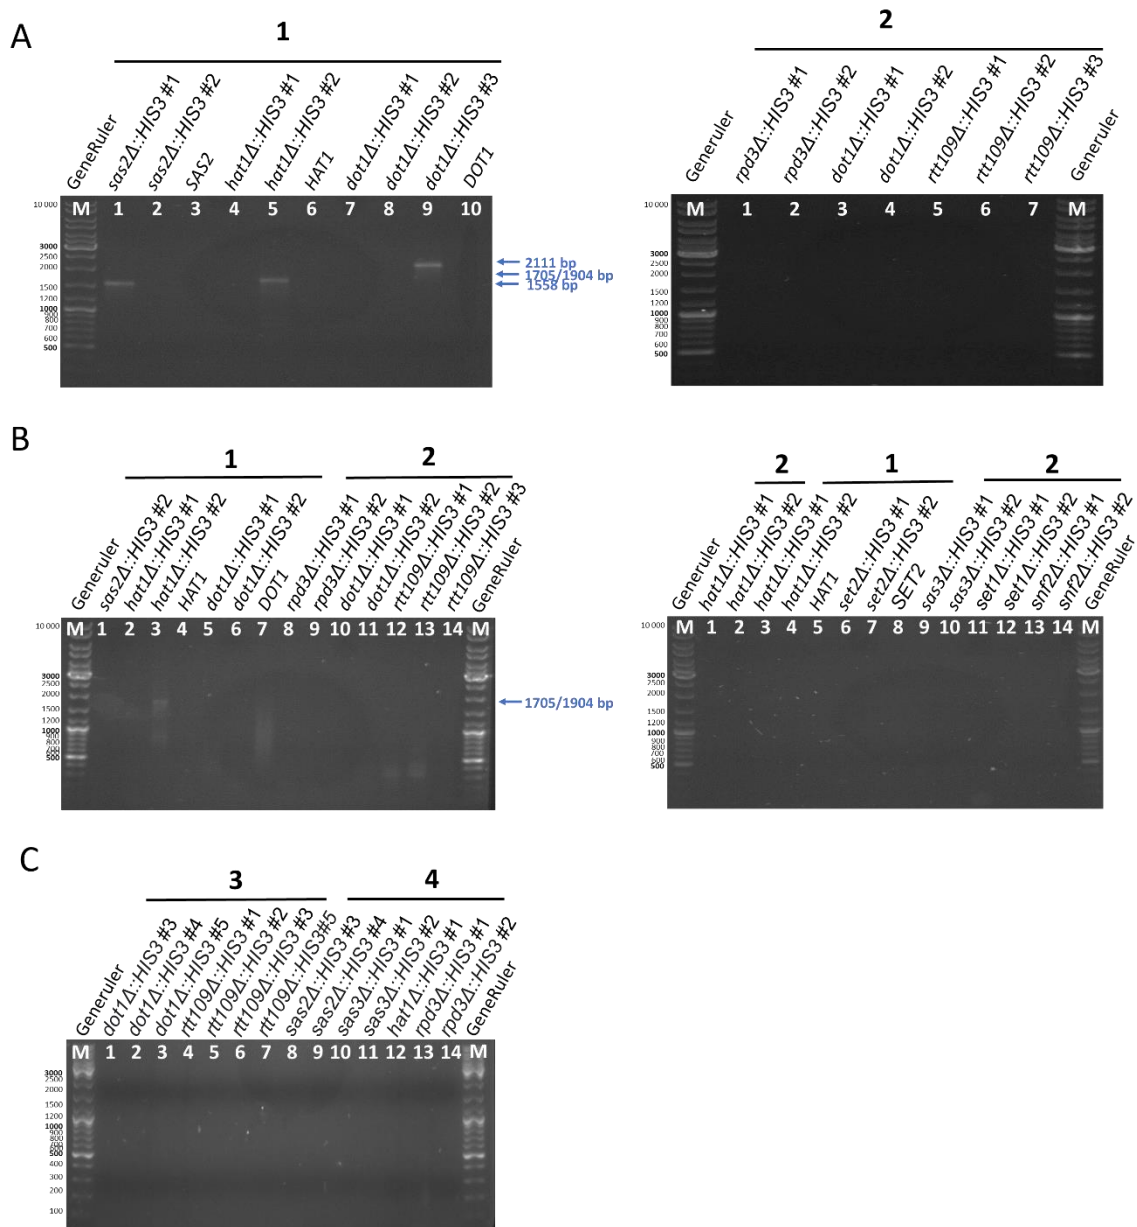 A
1
2
GeneRuler
sas2Δ::HIS3 #1
sas2Δ::HIS3 #2
SAS2
hat1Δ::HIS3 #1
hat1Δ::HIS3 #2
HAT1
dot1Δ::HIS3 #1
dot1Δ::HIS3 #2
dot1Δ::HIS3 #3
DOT1
M 1 2 3 4 5 6 7 8 9 10
10 000
3000
2500
2000
1500
1200
1000
900
800
700
600
500
2111 bp
1705/1904 bp
1558 bp
rpd3Δ::HIS3 #1
rpd3Δ::HIS3 #2
dot1Δ::HIS3 #1
dot1Δ::HIS3 #2
rtt109Δ::HIS3 #1
rtt109Δ::HIS3 #2
rtt109Δ::HIS3 #3
Generuler
Generuler
M 1 2 3 4 5 6 7 M
10 000
3000
2500
2000
1500
1200
1000
900
800
700
600
500
B
1
2
Generuler
sas2Δ::HIS3 #2
hat1Δ::HIS3 #1
hat1Δ::HIS3 #2
HAT1
dot1Δ::HIS3 #1
dot1Δ::HIS3 #2
DOT1
rpd3Δ::HIS3 #1
rpd3Δ::HIS3 #2
dot1Δ::HIS3 #1
dot1Δ::HIS3 #2
rtt109Δ::HIS3 #1
rtt109Δ::HIS3 #2
rtt109Δ::HIS3 #3
GeneRuler
M 1 2 3 4 5 6 7 8 9 10 11 12 13 14 M
10 000
3000
2500
2000
1500
1200
1000
900
800
700
600
500
1705/1904 bp
2
1
2
Generuler
hat1Δ::HIS3 #1
hat1Δ::HIS3 #2
hat1Δ::HIS3 #1
hat1Δ::HIS3 #2
HAT1
set2Δ::HIS3 #1
set2Δ::HIS3 #2
SET2
sas3Δ::HIS3 #1
sas3Δ::HIS3 #2
set1Δ::HIS3 #1
set1Δ::HIS3 #2
snf2Δ::HIS3 #1
snf2Δ::HIS3 #2
GeneRuler
M 1 2 3 4 5 6 7 8 9 10 11 12 13 14 M
10 000
3000
2500
2000
1500
1200
1000
900
800
700
600
500
C
3
4
Generuler
dot1Δ::HIS3 #3
dot1Δ::HIS3 #4
dot1Δ::HIS3 #5
rtt109Δ::HIS3 #1
rtt109Δ::HIS3 #2
rtt109Δ::HIS3 #3
rtt109Δ::HIS3#5
sas2Δ::HIS3 #3
sas2Δ::HIS3 #4
sas3Δ::HIS3 #1
sas3Δ::HIS3 #2
hat1Δ::HIS3 #1
rpd3Δ::HIS3 #1
rpd3Δ::HIS3 #2
GeneRuler
M 1 2 3 4 5 6 7 8 9 10 11 12 13 14 M
3000
2500
2000
1500
1200
1000
900
800
700
600
500
400
300
200
100